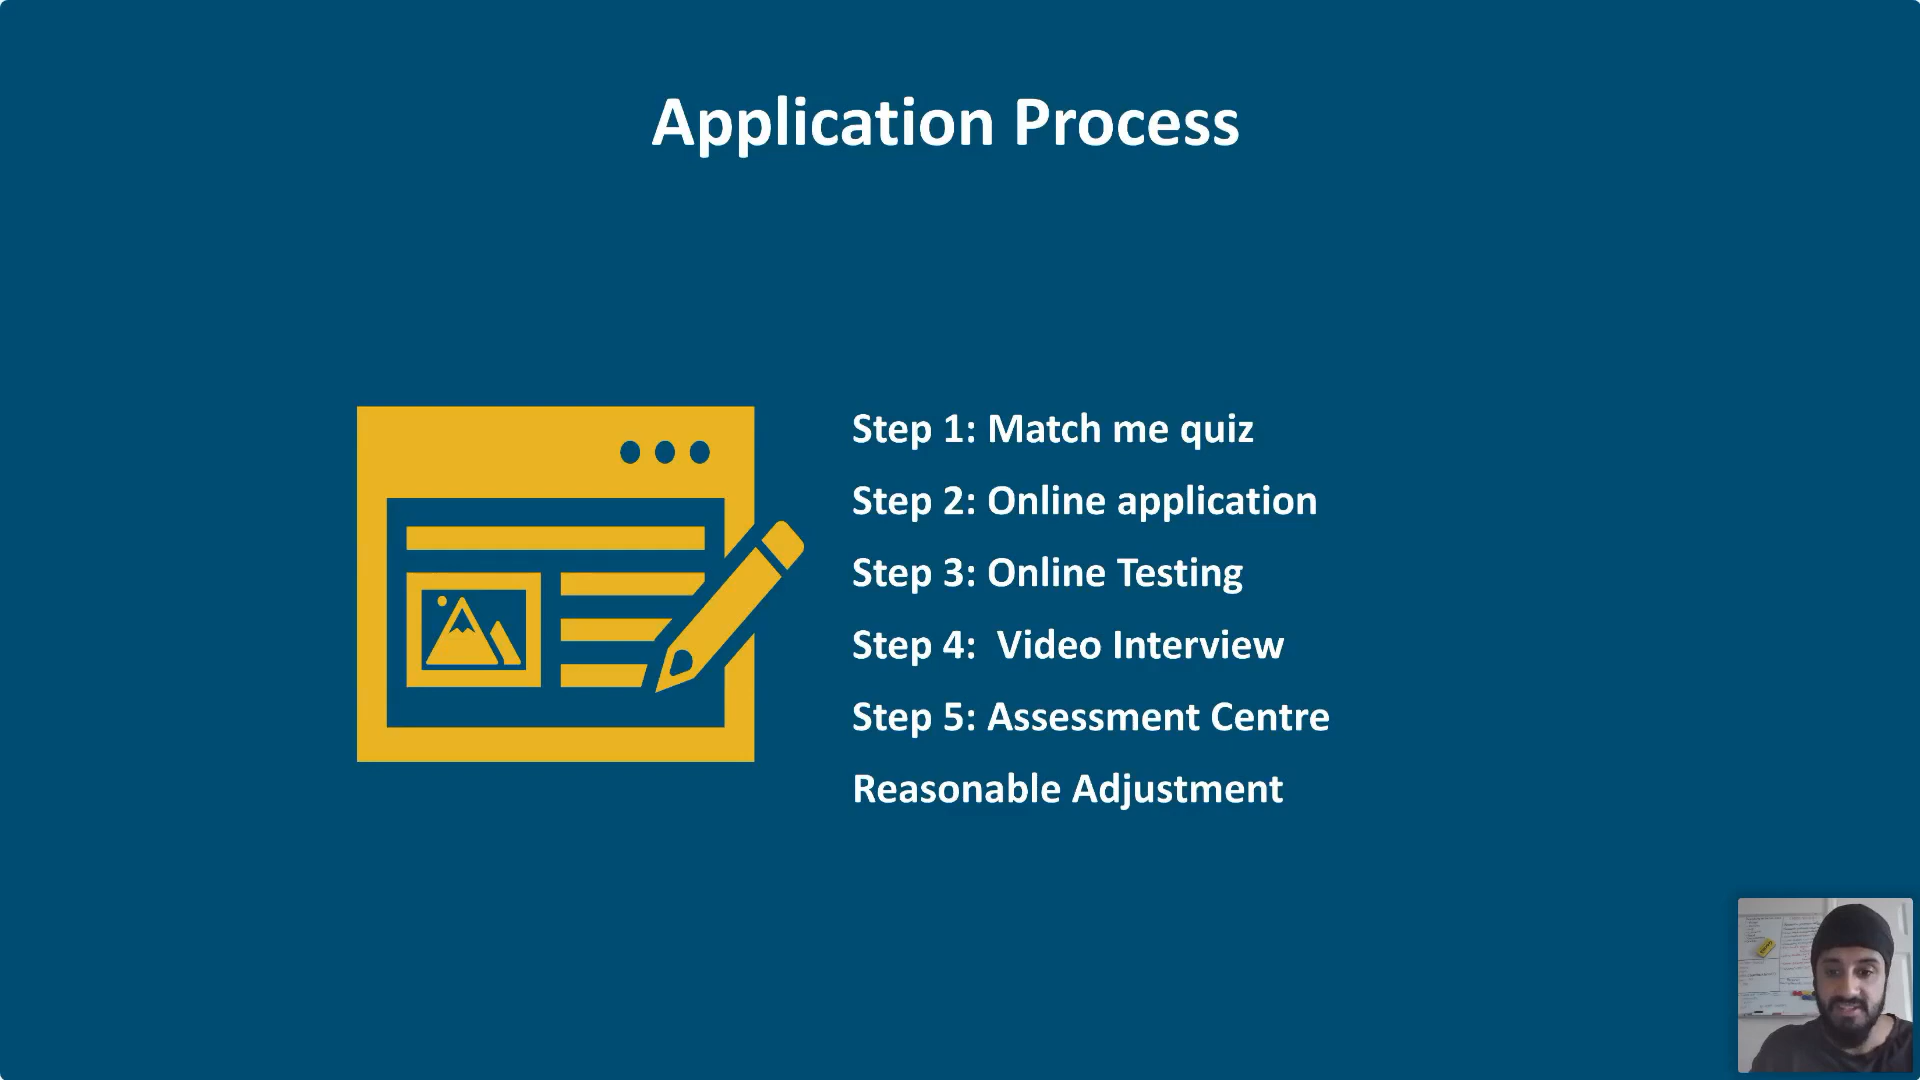 Application Process
Step 1: Match me quiz
Step 2: Online application
Step 3: Online Testing
Step 4:  Video Interview
Step 5: Assessment Centre
Reasonable Adjustment